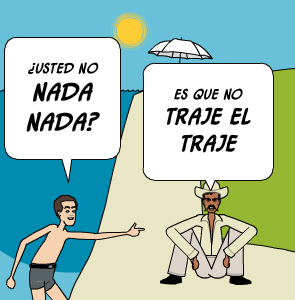 ¿USTED NO
NADA
NADA?
ES QUE NO
TRAJE EL
TRAJE